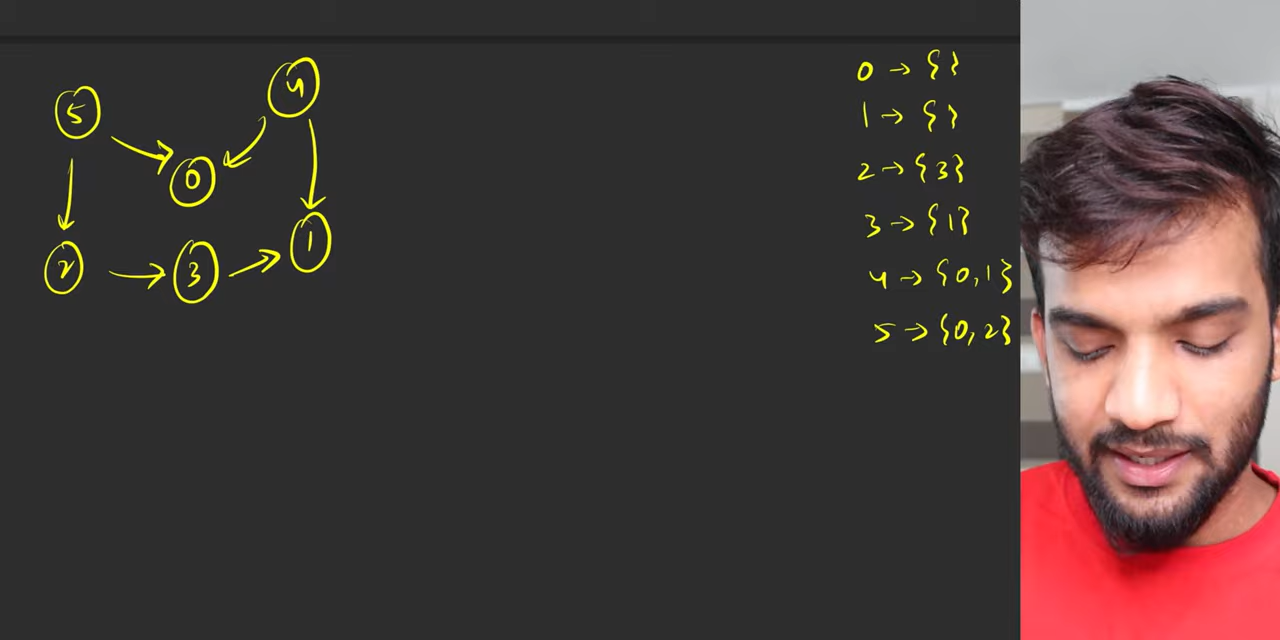 5
4
0
2
3
1
0 → { }
1 → { }
2 → {3}
3 → {1}
4 → {0,1}
5 → {0,2}